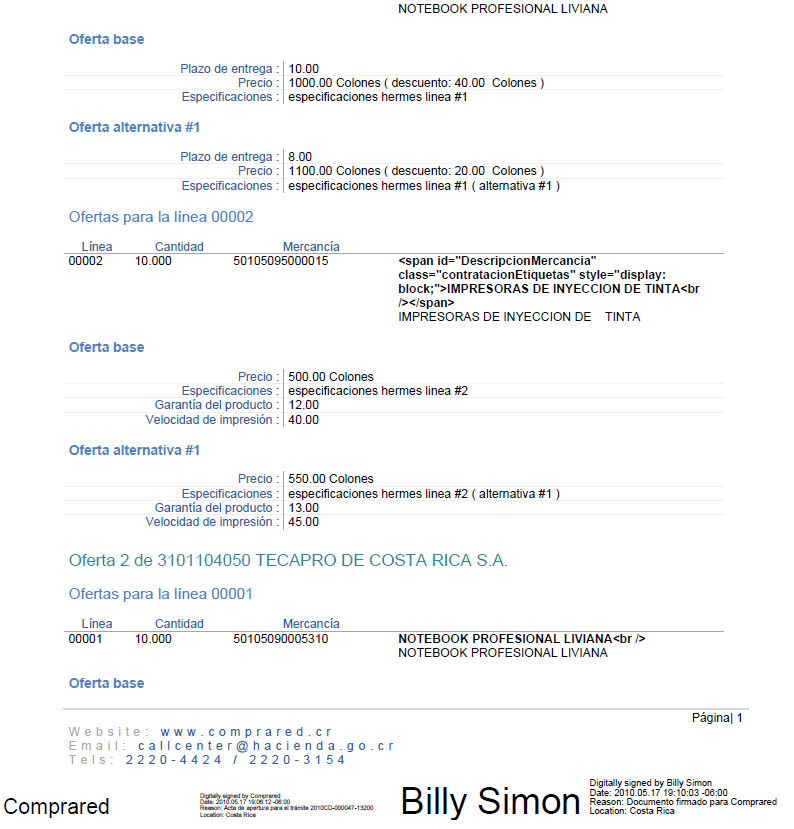 NOTEBOOK PROFESIONAL LIVIANA
Oferta base
Plazo de entrega : 10.00
Precio : 1000.00 Colones ( descuento: 40.00 Colones )
Especificaciones : especificaciones hermes linea #1
Oferta alternativa #1
Plazo de entrega : 8.00
Precio : 1100.00 Colones ( descuento: 20.00 Colones )
Especificaciones : especificaciones hermes linea #1 ( alternativa #1 )
Ofertas para la línea 00002
Línea Cantidad Mercancía
00002 10.000 50105095000015 <span id="DescripcionMercancia"
class="contratacionEtiquetas" style="display:
block;">IMPRESORAS DE INYECCION DE TINTA<br
/></span>
IMPRESORAS DE INYECCION DE TINTA
Oferta base
Precio : 500.00 Colones
Especificaciones : especificaciones hermes linea #2
Garantía del producto : 12.00
Velocidad de impresión : 40.00
Oferta alternativa #1
Precio : 550.00 Colones
Especificaciones : especificaciones hermes linea #2 ( alternativa #1 )
Garantía del producto : 13.00
Velocidad de impresión : 45.00
Oferta 2 de 3101104050 TECAPRO DE COSTA RICA S.A.
Ofertas para la línea 00001
Línea Cantidad Mercancía
00001 10.000 50105090005310 NOTEBOOK PROFESIONAL LIVIANA<br />
NOTEBOOK PROFESIONAL LIVIANA
Oferta base
Página| 1
Website: www.comprared.cr
Email: callcenter@hacienda.go.cr
Tels: 2220-4424 / 2220-3154
Comprared
Digitally signed by Comprared
Date: 2010.05.17 19:06:12 -06:00
Reason: Acta de apertura para el trámite 2010CD-000047-13200
Location: Costa Rica
Billy Simon
Digitally signed by Billy Simon
Date: 2010.05.17 19:10:03 -06:00
Reason: Documento firmado para Comprared
Location: Costa Rica